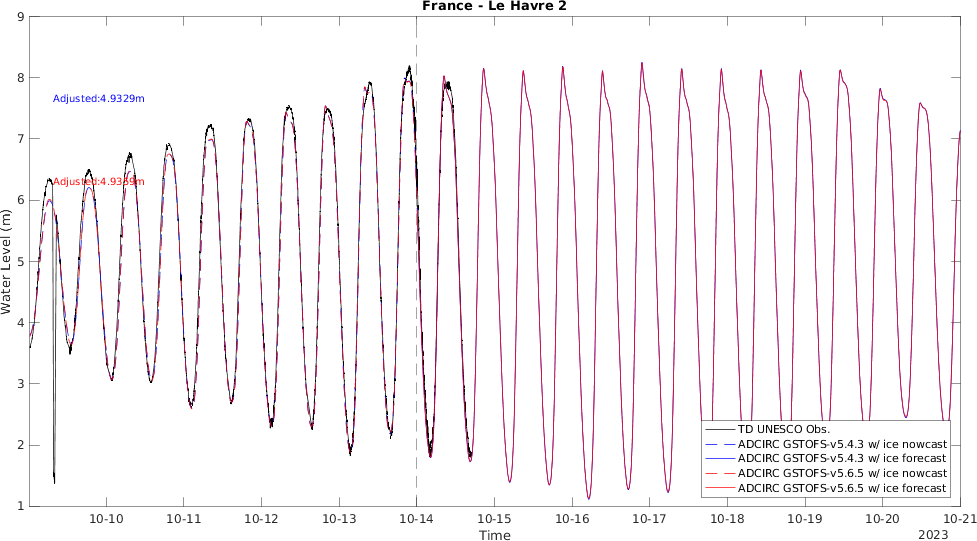 France - Le Havre 2
9
8
7
6
5
4
3
2
1
Water Level (m)
Adjusted:4.9329m
Adjusted:4.9359m
TD UNESCO Obs.
ADCIRC GSTOFS-v5.4.3 w/ ice nowcast
ADCIRC GSTOFS-v5.4.3 w/ ice forecast
ADCIRC GSTOFS-v5.6.5 w/ ice nowcast
ADCIRC GSTOFS-v5.6.5 w/ ice forecast
10-10 10-11 10-12 10-13 10-14 10-15 10-16 10-17 10-18 10-19 10-20 10-21
Time
2023